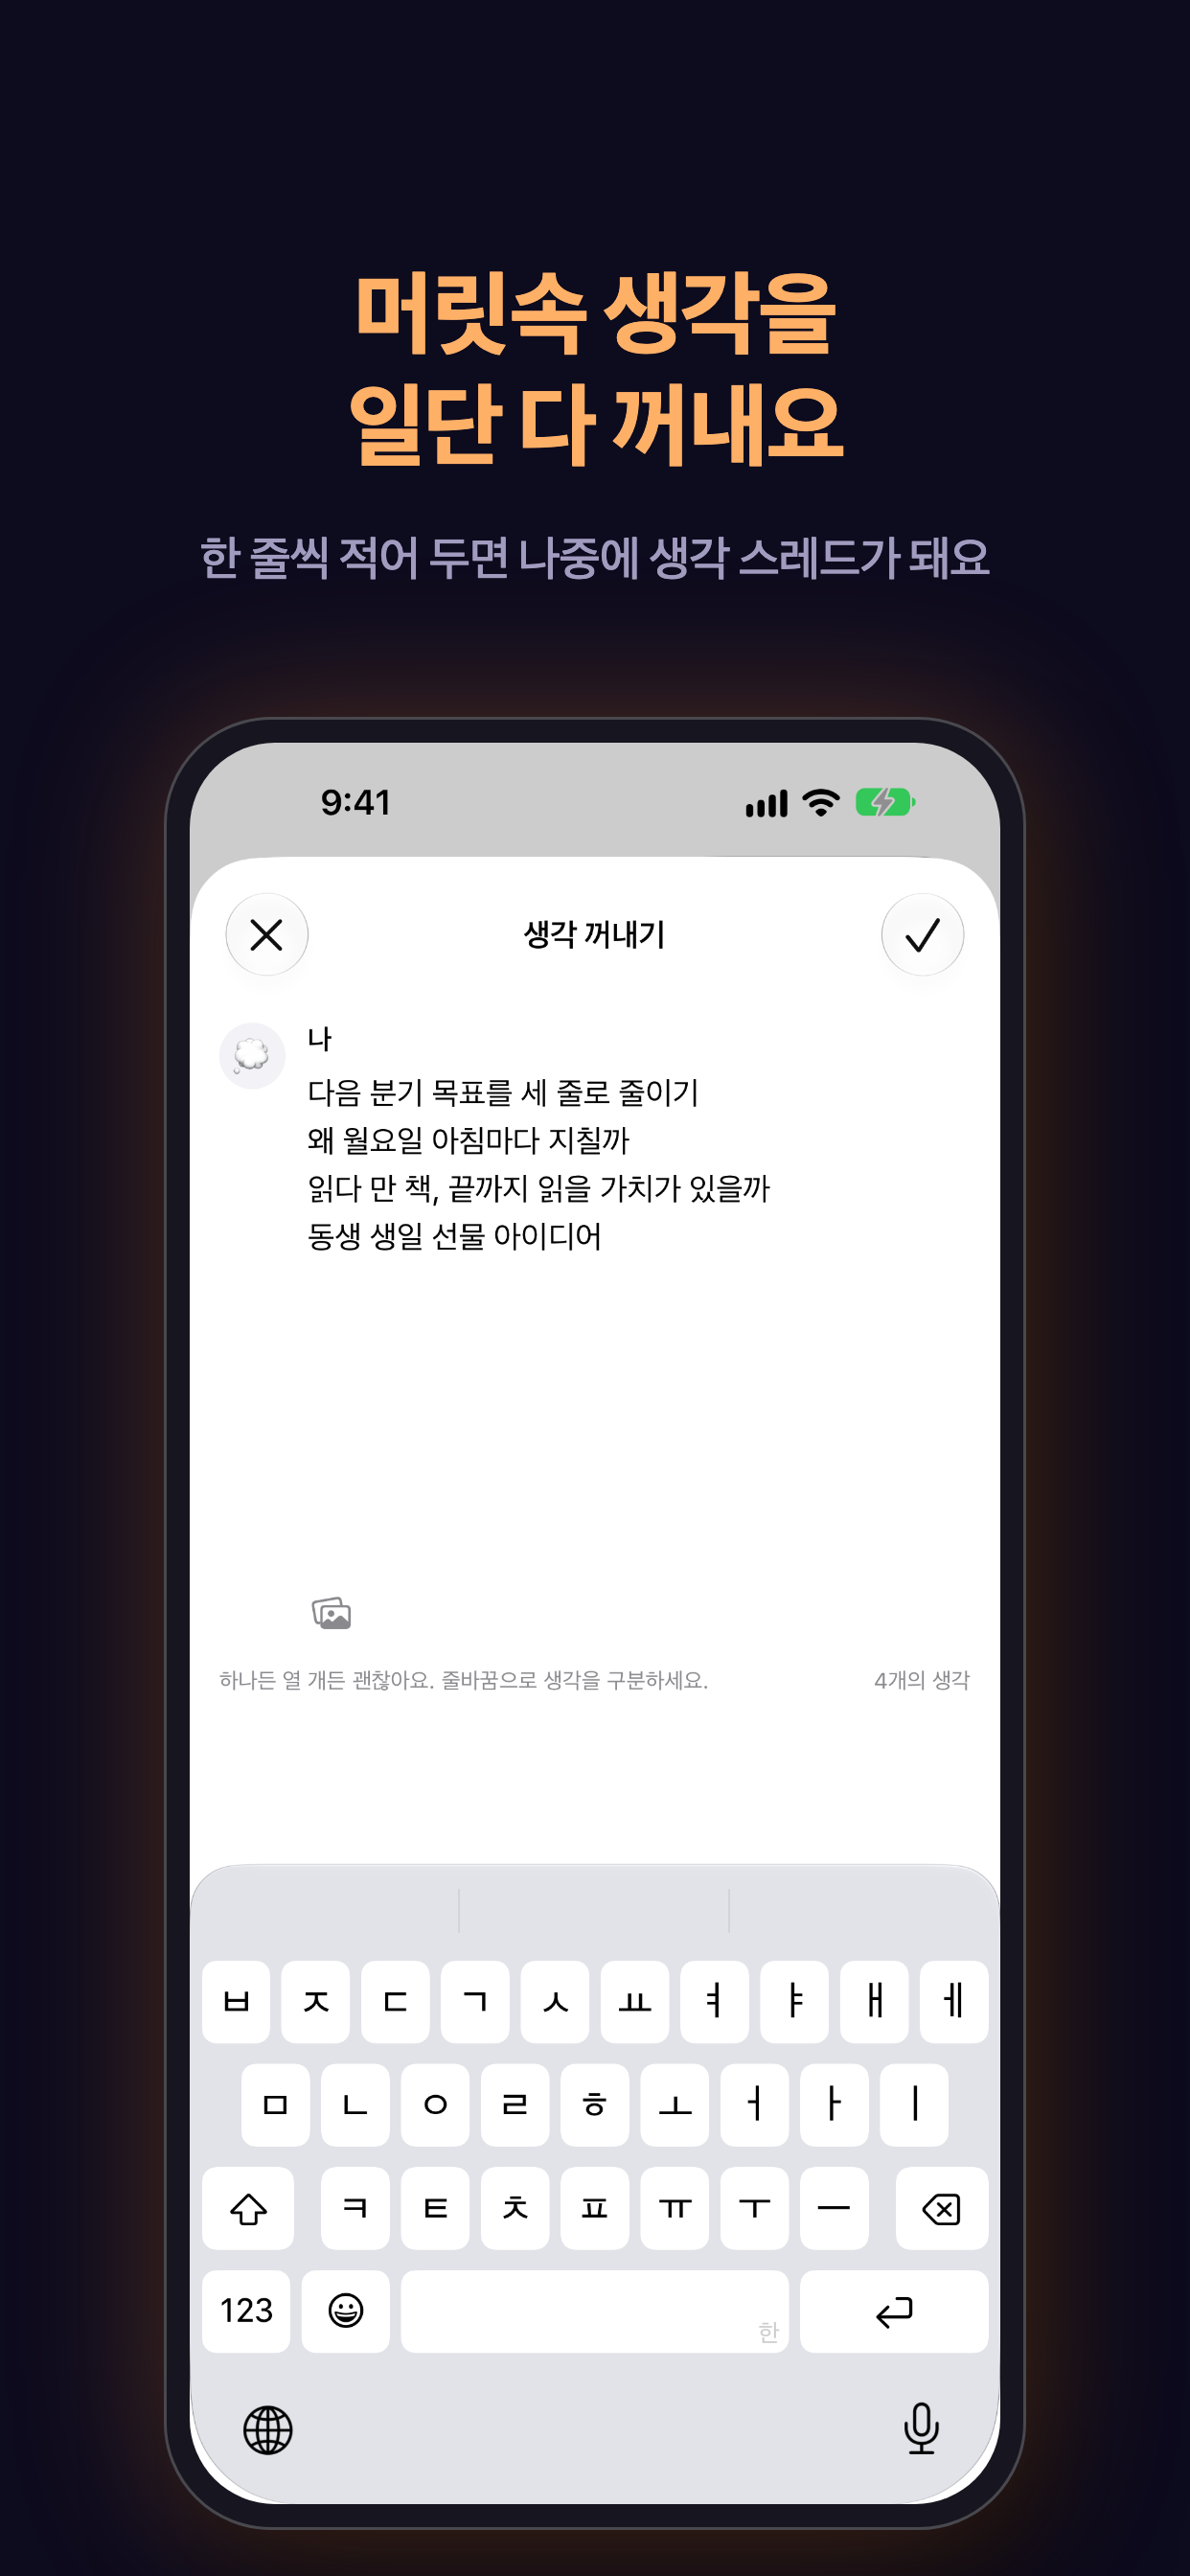 머릿속 생각을
일단 다 꺼내요
한 줄씩 적어 두면 나중에 생각 스레드가 돼요
9:41
생각 꺼내기
나
다음 분기 목표를 세 줄로 줄이기
왜 월요일 아침마다 지칠까
읽다 만 책, 끝까지 읽을 가치가 있을까
동생 생일 선물 아이디어
하나든 열 개든 괜찮아요. 줄바꿈으로 생각을 구분하세요. 4개의 생각
ㅂ ㅈ ㄷ ㄱ ㅅ ㅛ ㅕ ㅑ ㅐ ㅔ
ㅁ ㄴ ㅇ ㄹ ㅎ ㅗ ㅓ ㅏ ㅣ
ㅋ ㅌ ㅊ ㅍ ㅠ ㅜ ㅡ
123 한